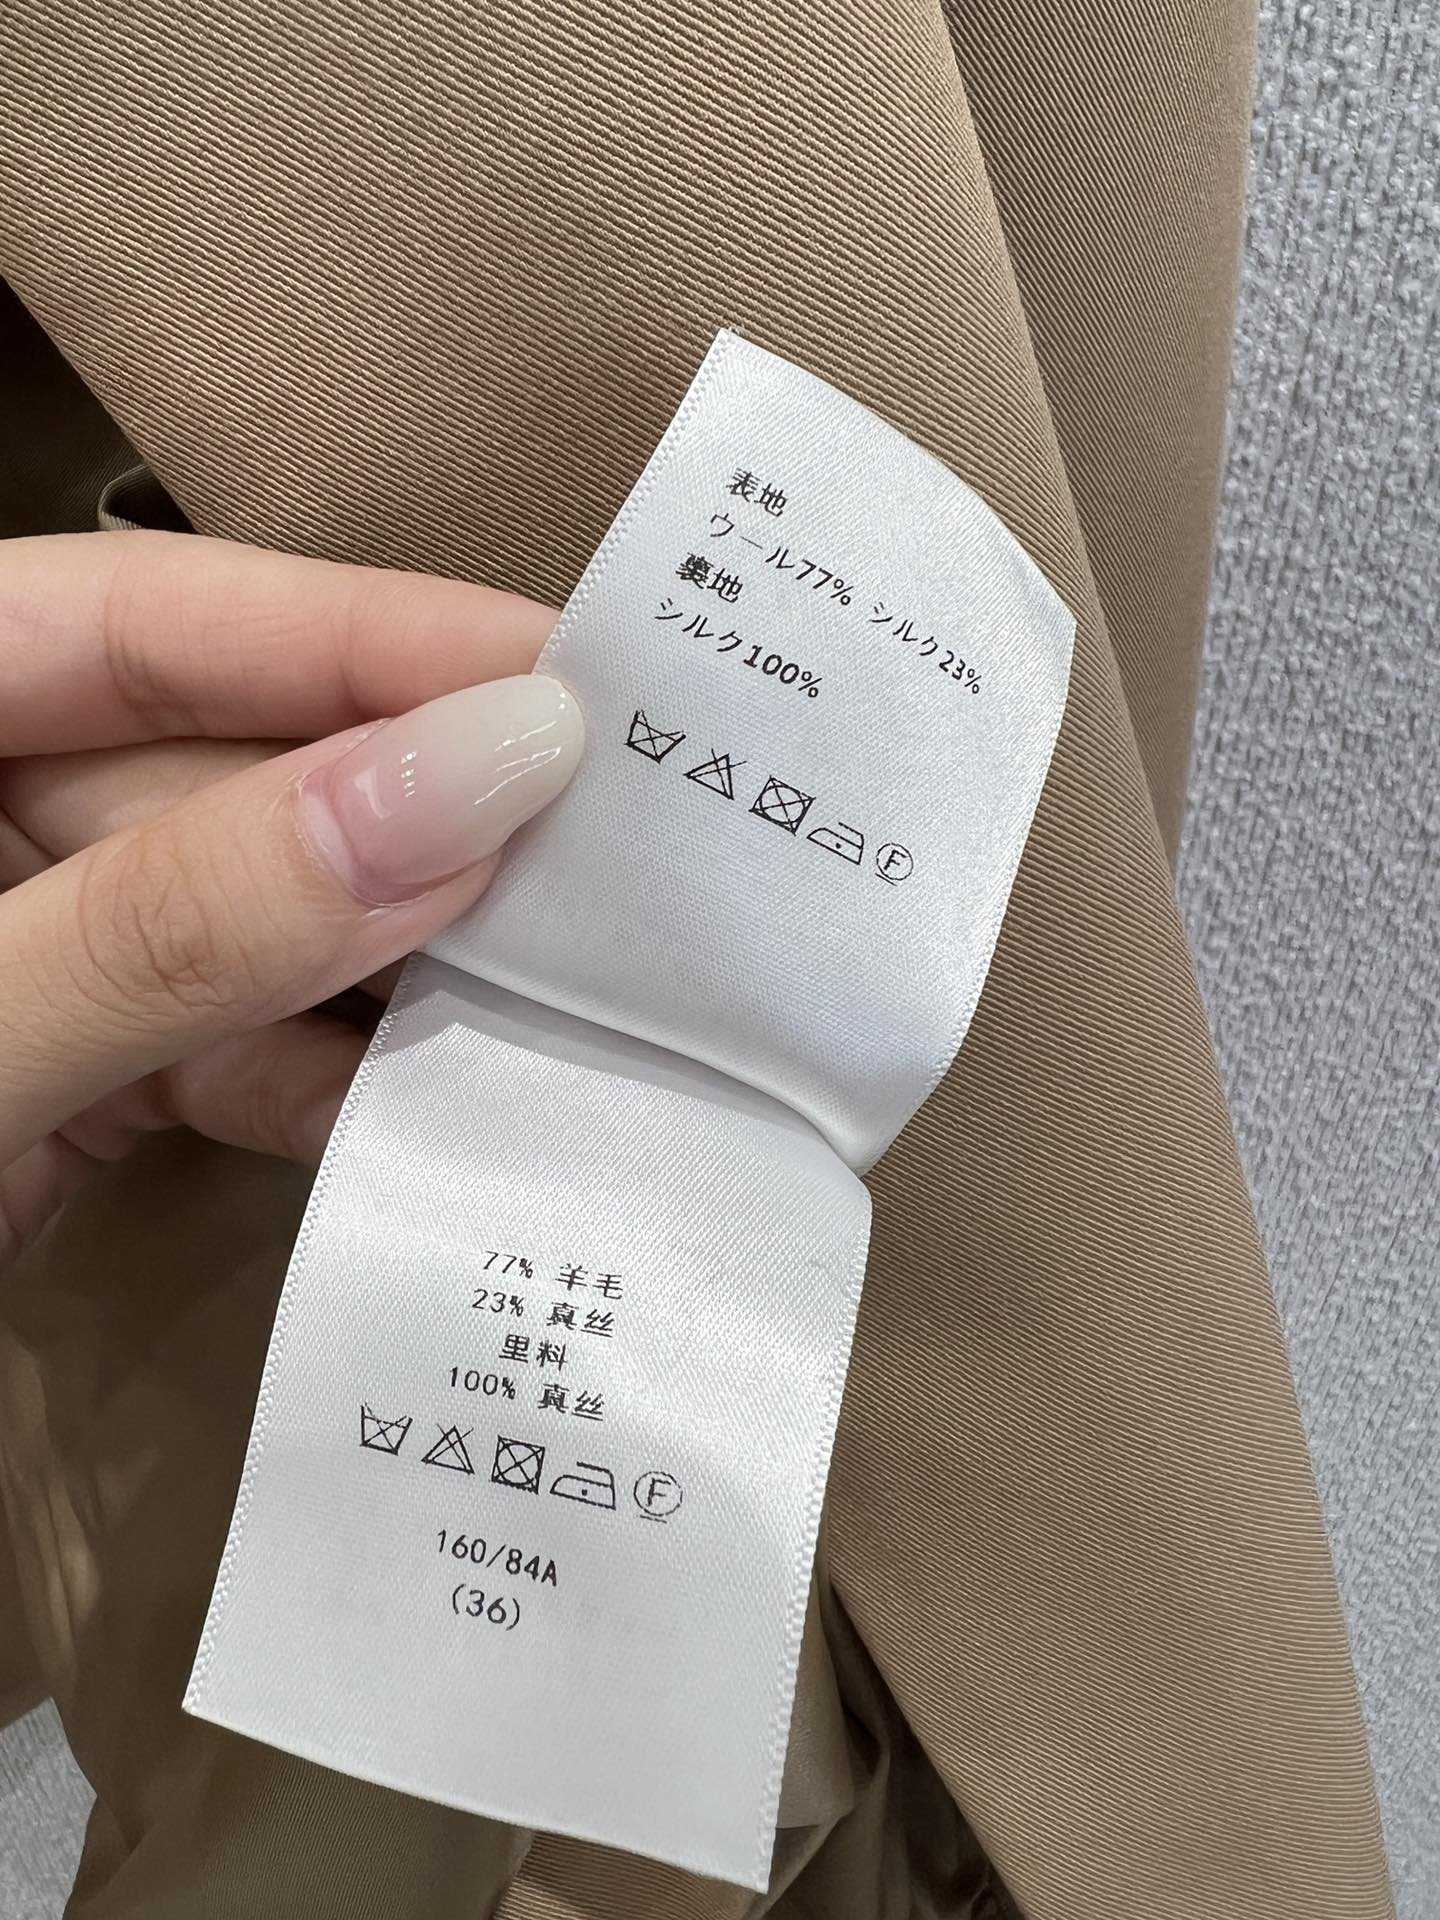 表地
ウール77% シルク23%
裏地
シルク100%
F
77% 羊毛
23% 真丝
里料
100% 真丝
F
160/84A
(36)